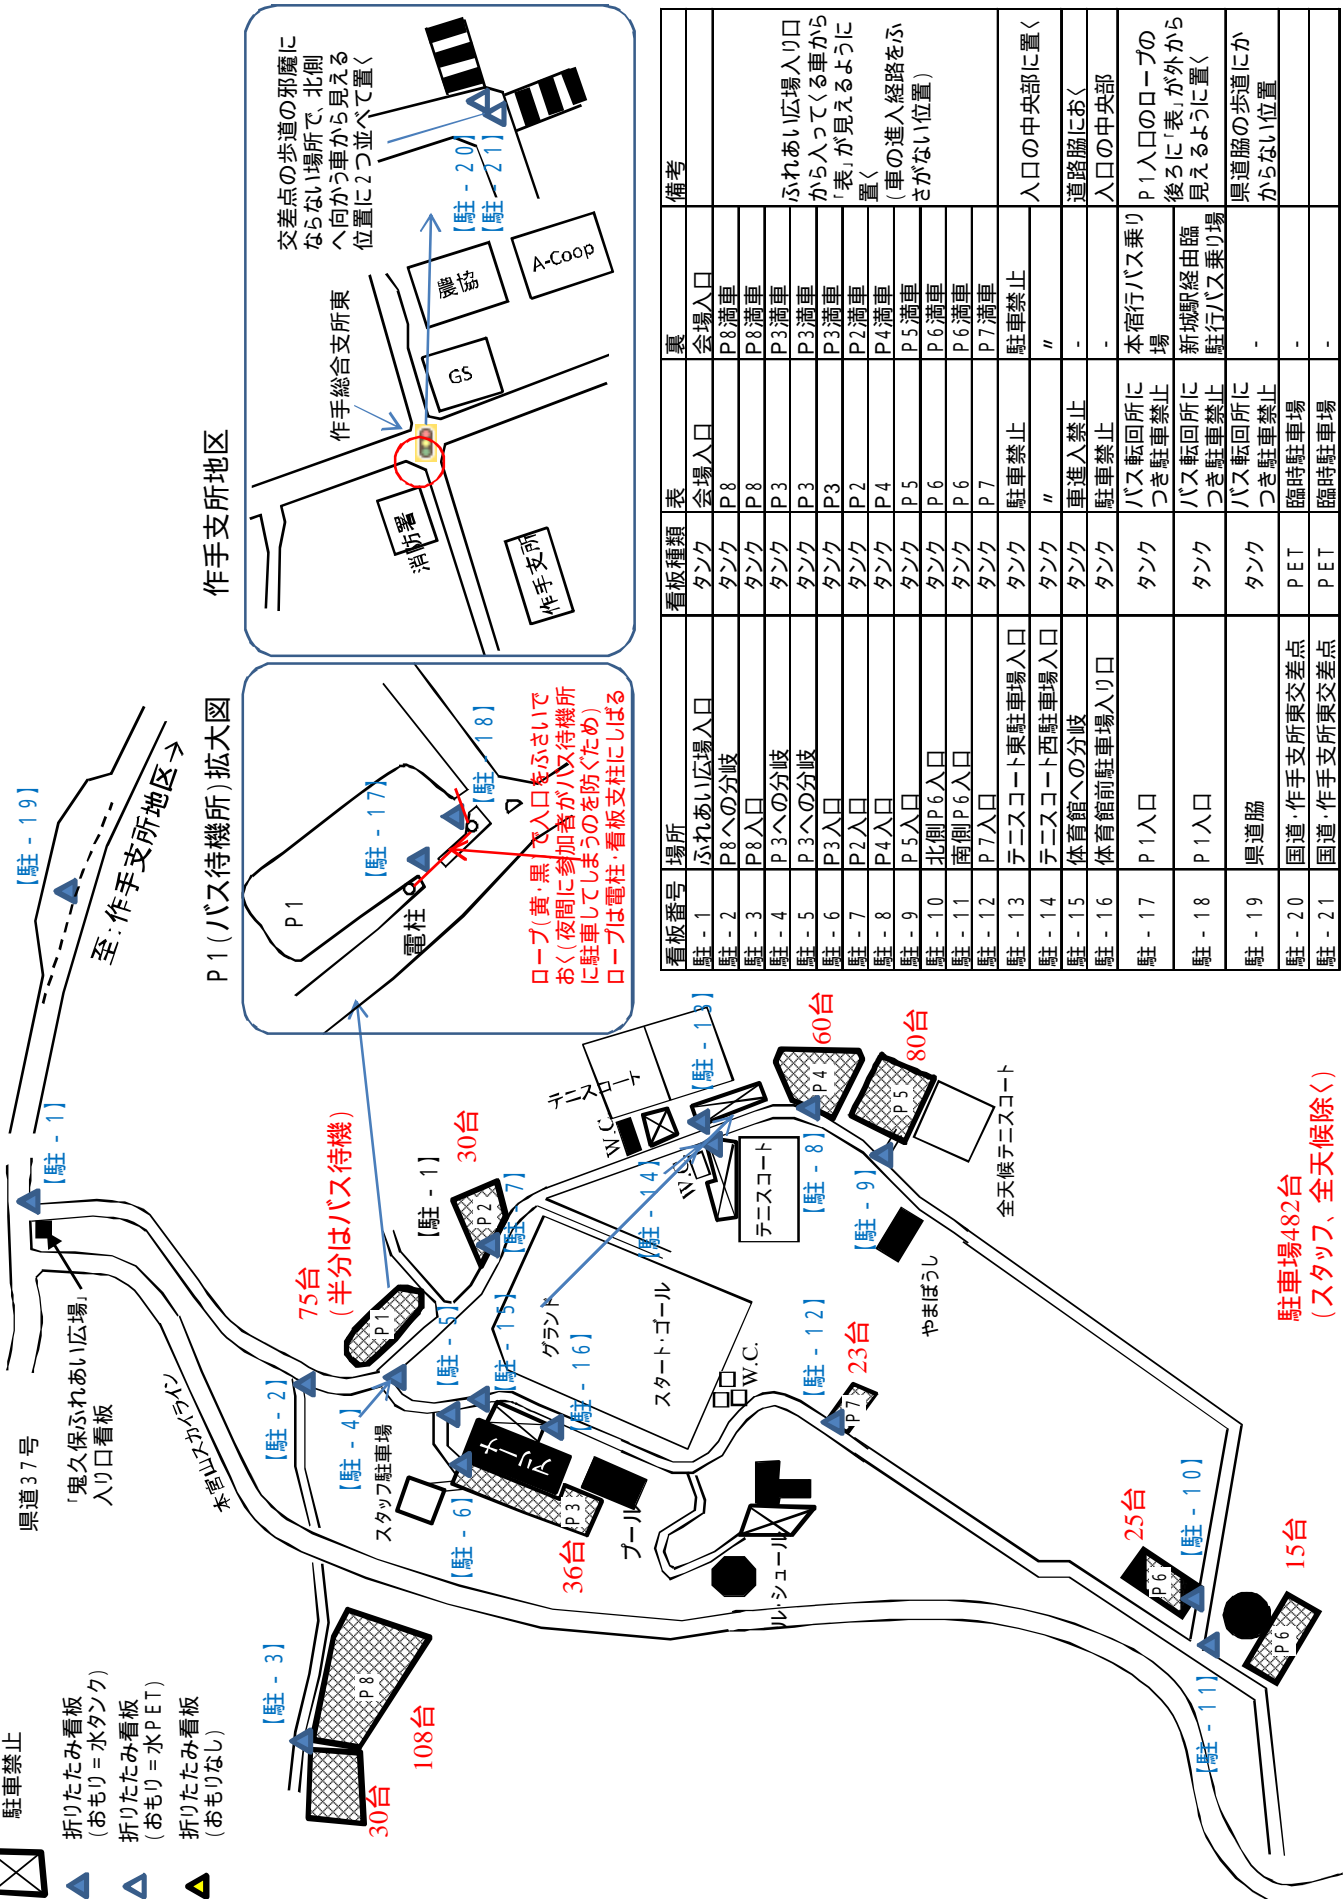 駐車禁止
折りたたみ看板
(おもり=水タンク)
折りたたみ看板
(おもり=水PET)
折りたたみ看板
(おもりなし)
県道37号
「鬼久保ふれあい広場」
入り口看板
本宮山スカイライン
【駐-1】
【駐-19】
至:作手支所地区→
【駐-2】
【駐-3】
P8
30台
108台
【駐-4】
スタッフ駐車場
【駐-5】
【駐-6】
P1
75台
(半分はバス待機)
【駐-1】
30台
P2
【駐-7】
【駐-15】
【駐-16】
アリーナ
P3
36台
プール
ル・シュール
グランド
スタート・ゴール
W.C.
テニスコート
W.C
W.C
【駐-13】
【駐-14】
テニスコート
【駐-8】
P4
60台
【駐-9】
P5
80台
全天候テニスコート
やまぼうし
【駐-12】
P7
23台
【駐-10】
P6
25台
【駐-11】
P6
15台
駐車場482台
(スタッフ、全天候除く)
P1(バス待機所)拡大図
P1
電柱
【駐-17】
【駐-18】
ロープ(黄・黒)で入口をふさいで
おく(夜間に参加者がバス待機所
に駐車してしまうのを防ぐため)
ロープは電柱・看板支柱にしばる
作手支所地区
作手総合支所東
消防署
作手支所
GS
農協
A-Coop
【駐-20】
【駐-21】
交差点の歩道の邪魔に
ならない場所で、北側
へ向かう車から見える
位置に2つ並べて置く
看板番号 場所 看板種類 表 裏 備考
駐-1 ふれあい広場入口 タンク 会場入口 会場入口
駐-2 P8への分岐 タンク P8 P8満車
駐-3 P8入口 タンク P8 P8満車
駐-4 P3への分岐 タンク P3 P3満車
駐-5 P3への分岐 タンク P3 P3満車
駐-6 P3入口 タンク P3 P3満車
駐-7 P2入口 タンク P2 P2満車
駐-8 P4入口 タンク P4 P4満車
駐-9 P5入口 タンク P5 P5満車
駐-10 北側P6入口 タンク P6 P6満車
駐-11 南側P6入口 タンク P6 P6満車
駐-12 P7入口 タンク P7 P7満車
ふれあい広場入り口
から入ってくる車から
「表」が見えるように
置く
(車の進入経路をふ
さがない位置)
駐-13 テニスコート東駐車場入口 タンク 駐車禁止 駐車禁止
駐-14 テニスコート西駐車場入口 タンク 〃 〃
入口の中央部に置く
駐-15 体育館への分岐 タンク 車進入禁止 - 道路脇におく
駐-16 体育館前駐車場入り口 タンク 駐車禁止 - 入口の中央部
駐-17 P1入口 タンク バス転回所に
つき駐車禁止 本宿行バス乗り
場
駐-18 P1入口 タンク バス転回所に
つき駐車禁止 新城駅経由臨
駐行バス乗り場
P1入口のロープの
後ろに「表」が外から
見えるように置く
駐-19 県道脇 タンク バス転回所に
つき駐車禁止 - 県道脇の歩道にか
からない位置
駐-20 国道・作手支所東交差点 PET 臨時駐車場 -
駐-21 国道・作手支所東交差点 PET 臨時駐車場 -